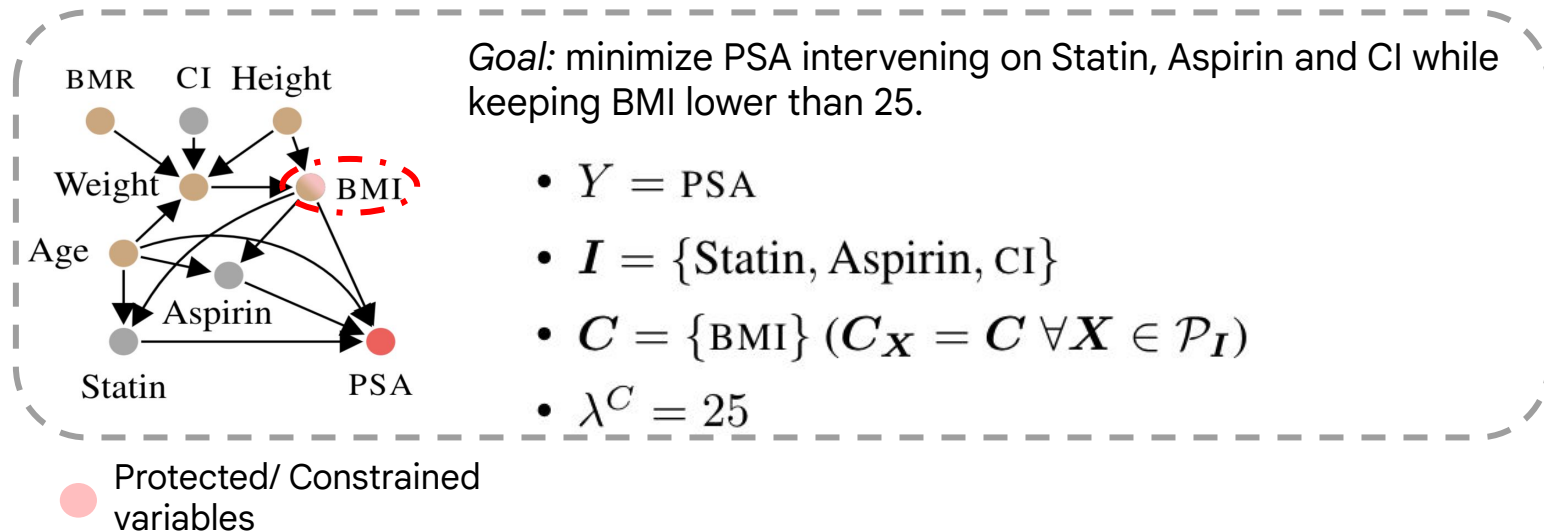 Goal: minimize PSA intervening on Statin, Aspirin and CI while
keeping BMI lower than 25.
BMR CI Height
Weight BMI
Age
Aspirin
Statin PSA
• Y = PSA
• I = {Statin, Aspirin, CI}
• C = {BMI} (C_X = C ∀X ∈ 𝒫_I)
• λ^C = 25
Protected/ Constrained
variables